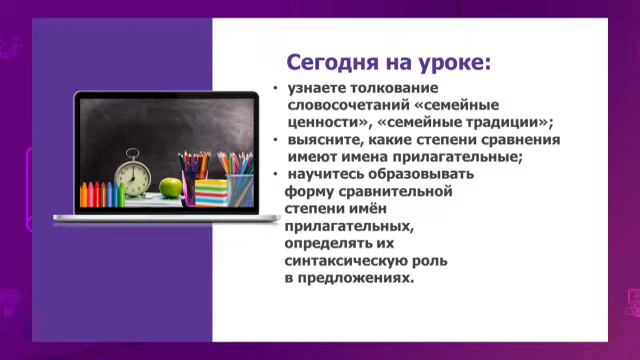 Сегодня на уроке:
• узнаете толкование
словосочетаний «семейные
ценности», «семейные традиции»;
• выясните, какие степени сравнения
имеют имена прилагательные;
• научитесь образовывать
форму сравнительной
степени имён
прилагательных,
определять их
синтаксическую роль
в предложениях.